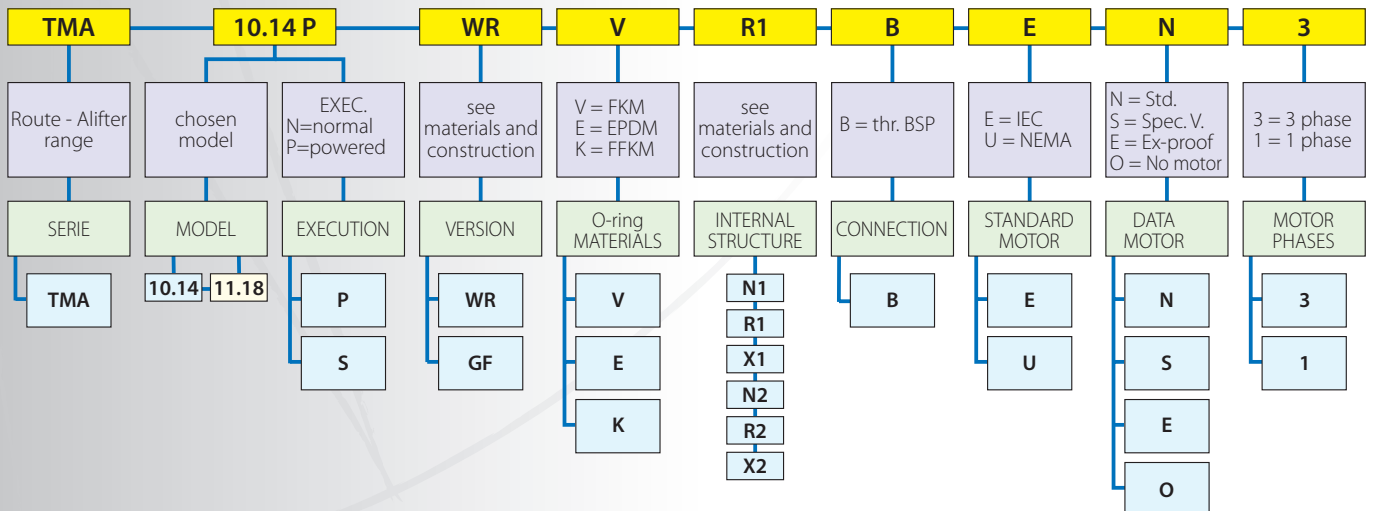 TMA 10.14 P WR V R1 B E N 3
Route - Alifter
range
chosen
model
EXEC.
N=normal
P=powered
see
materials and
construction
V = FKM
E = EPDM
K = FFKM
see
materials and
construction
B = thr. BSP
E = IEC
U = NEMA
N = Std.
S = Spec. V.
E = Ex-proof
O = No motor
3 = 3 phase
1 = 1 phase
SERIE
MODEL
EXECUTION
VERSION
O-ring
MATERIALS
INTERNAL
STRUCTURE
CONNECTION
STANDARD
MOTOR
DATA
MOTOR
MOTOR
PHASES
TMA
10.14 11.18
P
S
WR
GF
V
E
K
N1
R1
X1
N2
R2
X2
B
E
U
N
S
E
O
3
1